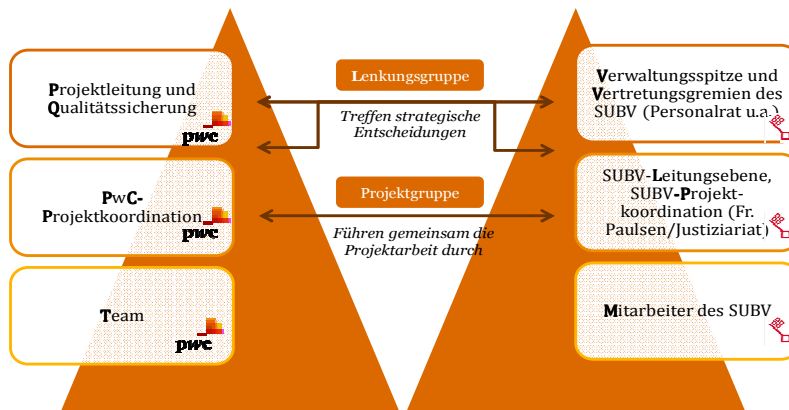 Projektleitung und
Qualitätssicherung
pwc
Lenkungsgruppe
Treffen strategische
Entscheidungen
Verwaltungsspitze und
Vertretungsgremien des
SUBV (Personalrat u.a.)
PwC-
Projektkoordination
pwc
Projektgruppe
Führen gemeinsam die
Projektarbeit durch
SUBV-Leitungsebene,
SUBV-Projekt-
koordination (Fr.
Paulsen/Justiziariat)
Team
pwc
Mitarbeiter des SUBV